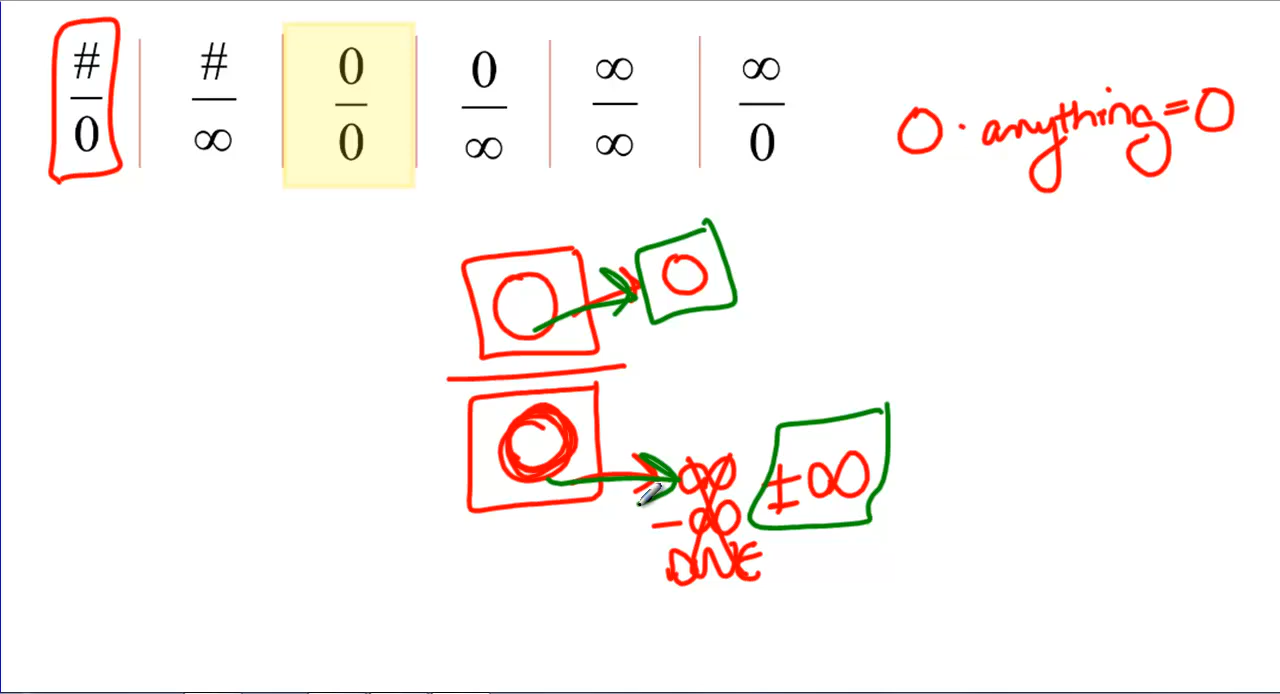 #/0 | #/∞ | 0/0 | 0/∞ | ∞/∞ | ∞/0
0 · anything = 0
0 → 0
0 → ∞
-∞
DNE
±∞